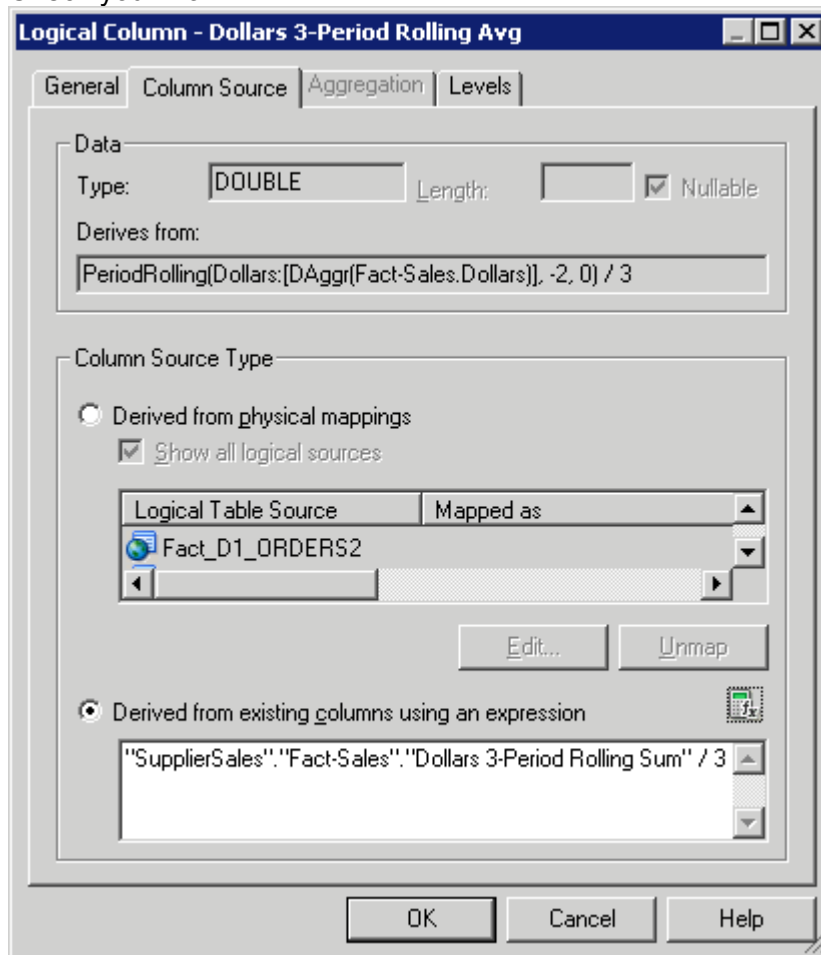 Logical Column - Dollars 3-Period Rolling Avg
General Column Source Aggregation Levels
Data
Type: DOUBLE Length: Nullable
Derives from:
PeriodRolling(Dollars:[DAggr(Fact-Sales.Dollars)], -2, 0) / 3
Column Source Type
Derived from physical mappings
Show all logical sources
Logical Table Source Mapped as
Fact_D1_ORDERS2
Edit... Unmap
Derived from existing columns using an expression
"SupplierSales"."Fact-Sales"."Dollars 3-Period Rolling Sum" / 3
OK Cancel Help